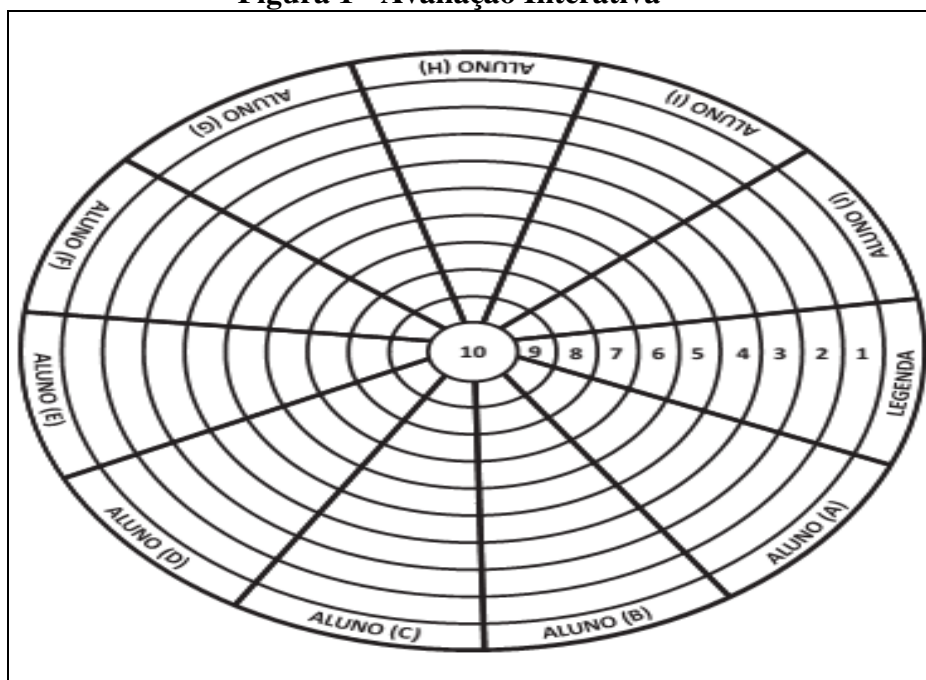 Figura 1 - Avaliação Interativa
ALUNO (H)
ALUNO (I)
ALUNO (J)
LEGENDA
10 9 8 7 6 5 4 3 2 1
ALUNO (A)
ALUNO (B)
ALUNO (C)
ALUNO (D)
ALUNO (E)
ALUNO (F)
ALUNO (G)